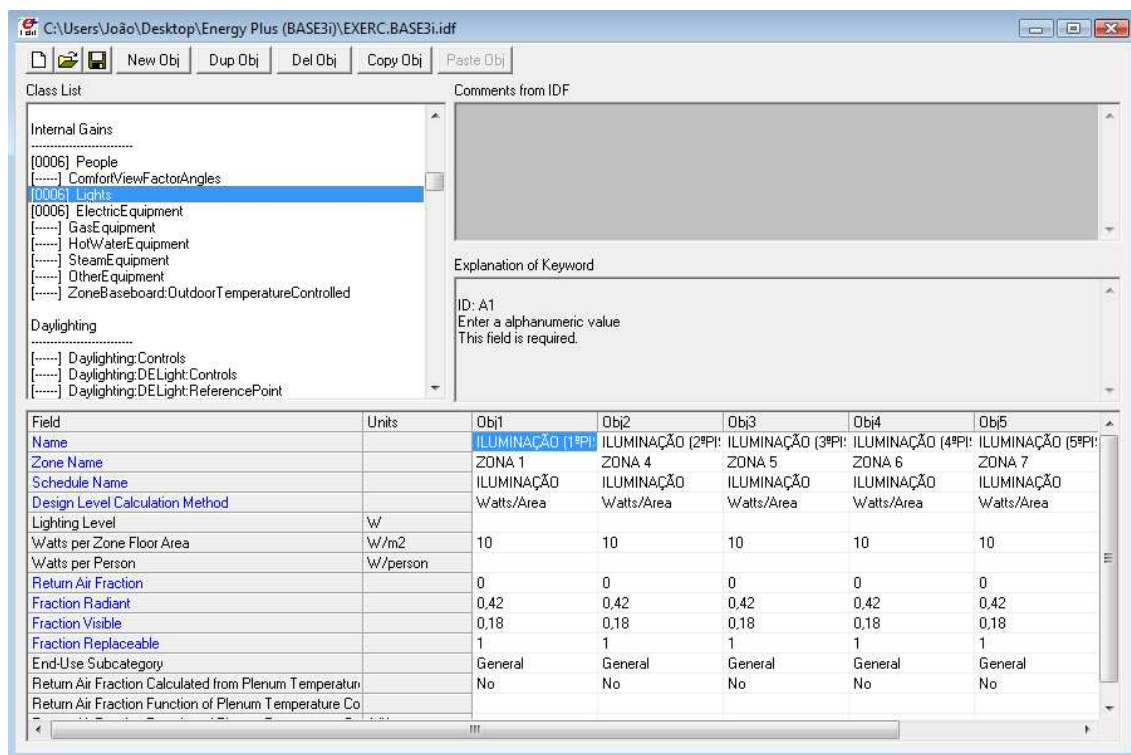 C:\Users\João\Desktop\Energy Plus (BASE3i)\EXERC.BASE3i.idf
New Obj Dup Obj Del Obj Copy Obj Paste Obj
Class List
Internal Gains
--------------------------
[0006] People
[------] ComfortViewFactorAngles
[0006] Lights
[0006] ElectricEquipment
[------] GasEquipment
[------] HotWaterEquipment
[------] SteamEquipment
[------] OtherEquipment
[------] ZoneBaseboard:OutdoorTemperatureControlled
Daylighting
--------------------------
[------] Daylighting:Controls
[------] Daylighting:DELight:Controls
[------] Daylighting:DELight:ReferencePoint
Comments from IDF
Explanation of Keyword
ID: A1
Enter a alphanumeric value
This field is required.
Field Units Obj1 Obj2 Obj3 Obj4 Obj5
Name ILUMINAÇÃO (1ºPI ILUMINAÇÃO (2ºPI ILUMINAÇÃO (3ºPI ILUMINAÇÃO (4ºPI ILUMINAÇÃO (5ºPI
Zone Name ZONA 1 ZONA 4 ZONA 5 ZONA 6 ZONA 7
Schedule Name ILUMINAÇÃO ILUMINAÇÃO ILUMINAÇÃO ILUMINAÇÃO ILUMINAÇÃO
Design Level Calculation Method Watts/Area Watts/Area Watts/Area Watts/Area Watts/Area
Lighting Level W
Watts per Zone Floor Area W/m2 10 10 10 10 10
Watts per Person W/person
Return Air Fraction 0 0 0 0 0
Fraction Radiant 0,42 0,42 0,42 0,42 0,42
Fraction Visible 0,18 0,18 0,18 0,18 0,18
Fraction Replaceable 1 1 1 1 1
End-Use Subcategory General General General General General
Return Air Fraction Calculated from Plenum Temperatur No No No No No
Return Air Fraction Function of Plenum Temperature Co